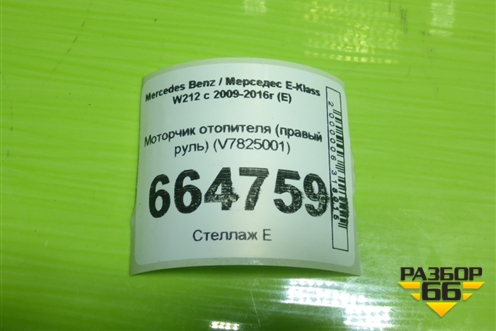 Mercedes Benz / Мерседес E-Klass
W212 с 2009-2016г (E)
Моторчик отопителя (правый
руль) (V7825001)
664759
Стеллаж E
РАЗБОР
66